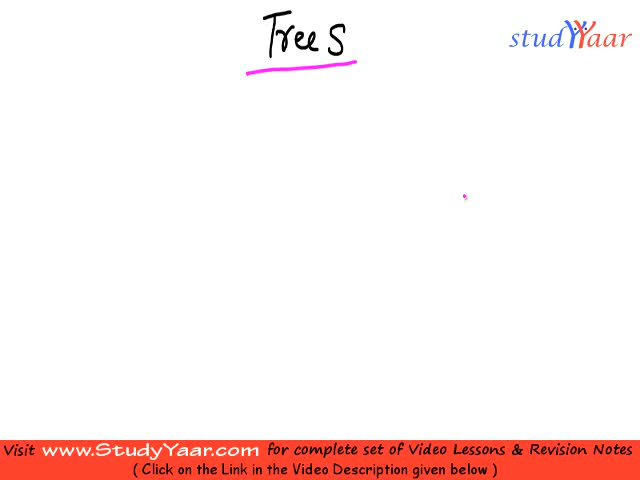 Trees
studYYaar
Visit www.StudyYaar.com for complete set of Video Lessons & Revision Notes
( Click on the Link in the Video Description given below )